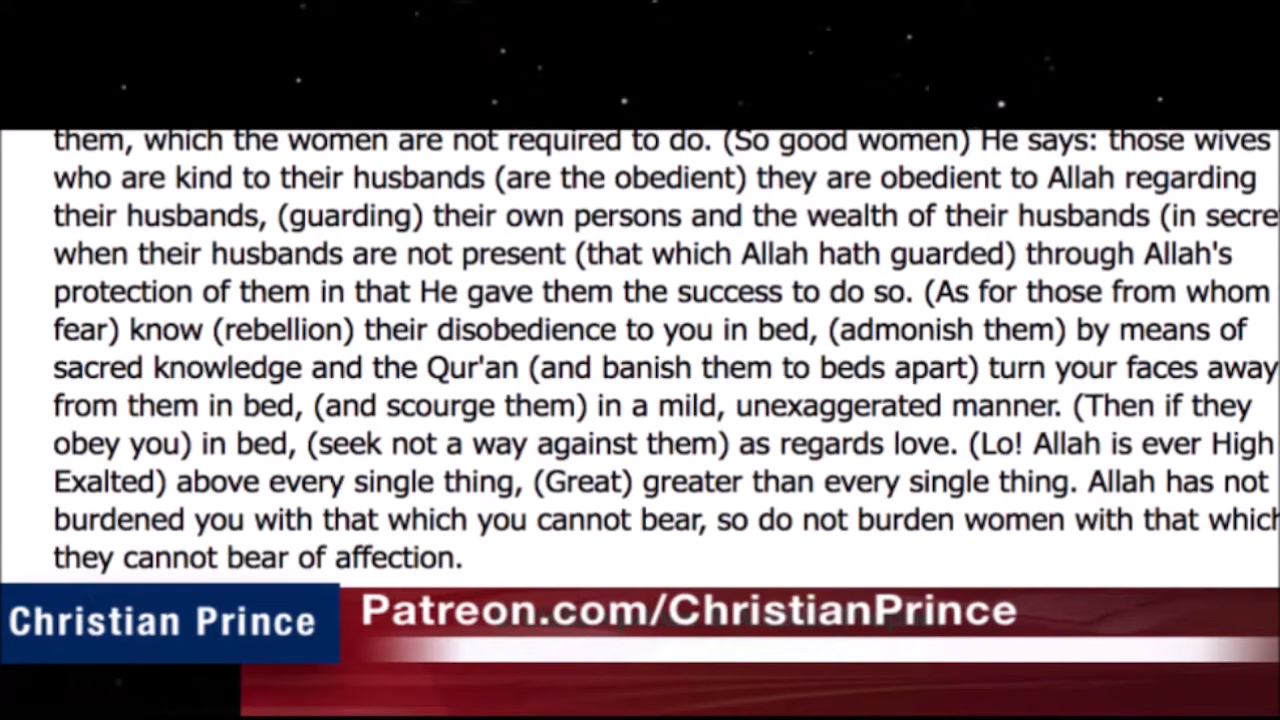 them, which the women are not required to do. (So good women) He says: those wives
who are kind to their husbands (are the obedient) they are obedient to Allah regarding
their husbands, (guarding) their own persons and the wealth of their husbands (in secre
when their husbands are not present (that which Allah hath guarded) through Allah's
protection of them in that He gave them the success to do so. (As for those from whom
fear) know (rebellion) their disobedience to you in bed, (admonish them) by means of
sacred knowledge and the Qur'an (and banish them to beds apart) turn your faces away
from them in bed, (and scourge them) in a mild, unexaggerated manner. (Then if they
obey you) in bed, (seek not a way against them) as regards love. (Lo! Allah is ever High
Exalted) above every single thing, (Great) greater than every single thing. Allah has not
burdened you with that which you cannot bear, so do not burden women with that which
they cannot bear of affection.
Christian Prince
Patreon.com/ChristianPrince